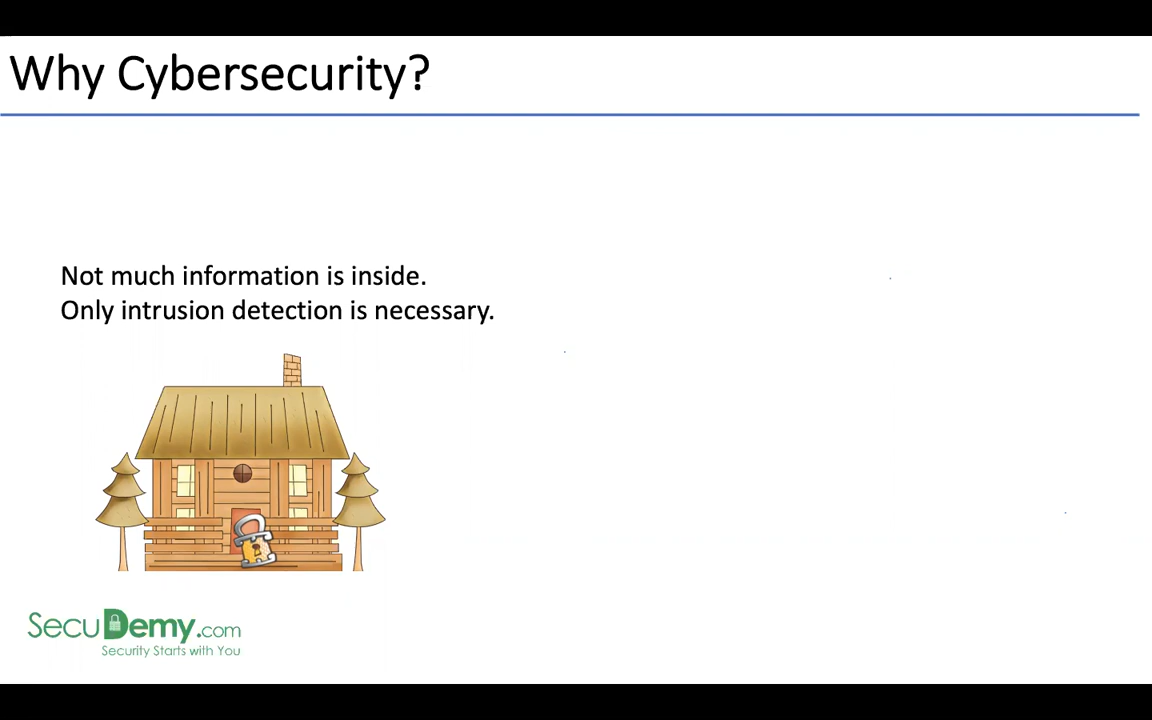 Why Cybersecurity?
Not much information is inside.
Only intrusion detection is necessary.
SecuDemy.com
Security Starts with You